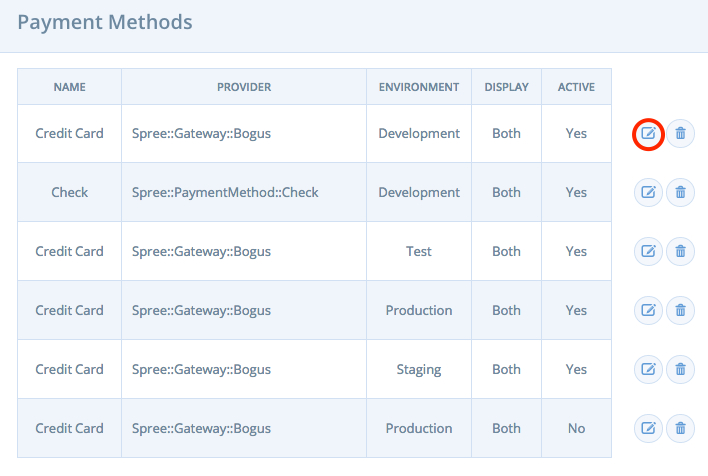 Payment Methods
NAME PROVIDER ENVIRONMENT DISPLAY ACTIVE
Credit Card Spree::Gateway::Bogus Development Both Yes
Check Spree::PaymentMethod::Check Development Both Yes
Credit Card Spree::Gateway::Bogus Test Both Yes
Credit Card Spree::Gateway::Bogus Production Both Yes
Credit Card Spree::Gateway::Bogus Staging Both Yes
Credit Card Spree::Gateway::Bogus Production Both No